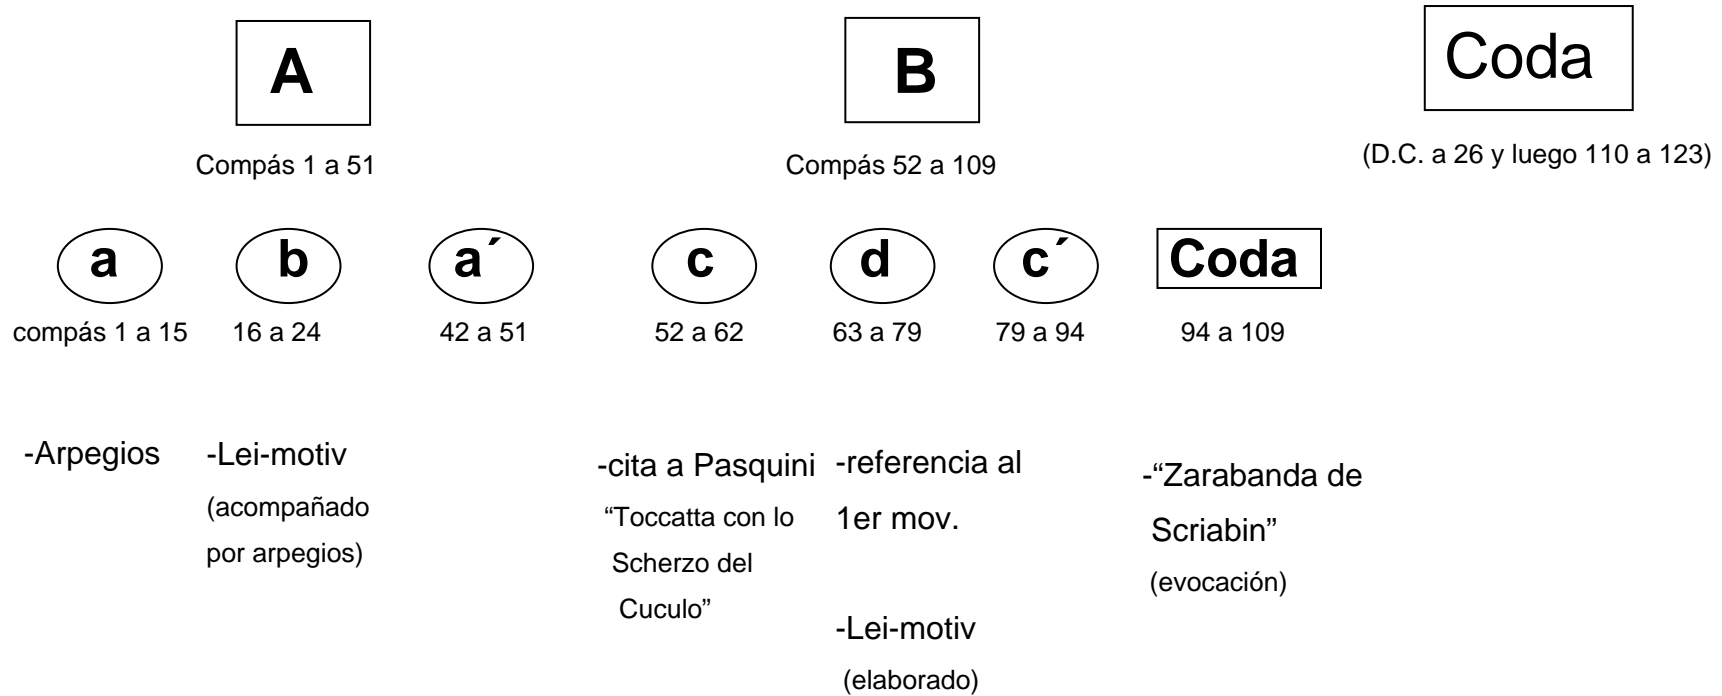 A
B
Coda
Compás 1 a 51
Compás 52 a 109
(D.C. a 26 y luego 110 a 123)
a
b
a´
c
d
c´
Coda
compás 1 a 15
16 a 24
42 a 51
52 a 62
63 a 79
79 a 94
94 a 109
-Arpegios
-Lei-motiv
(acompañado
por arpegios)
-cita a Pasquini
“Toccatta con lo
Scherzo del
Cuculo”
-referencia al
1er mov.
-Lei-motiv
(elaborado)
-“Zarabanda de
Scriabin”
(evocación)